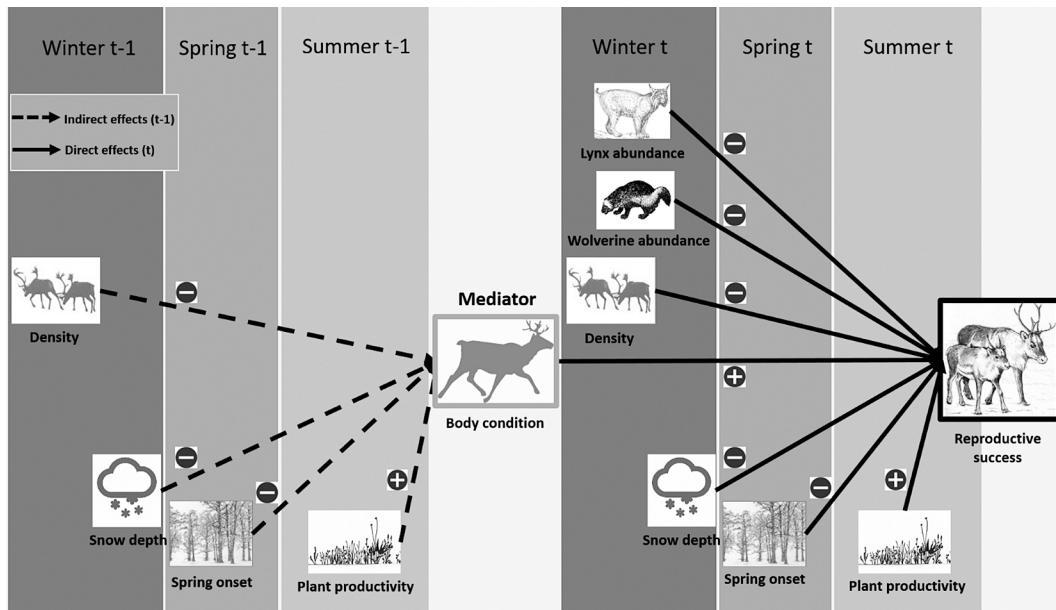 Winter t-1
Spring t-1
Summer t-1
Winter t
Spring t
Summer t
Indirect effects (t-1)
Direct effects (t)
Lynx abundance
Wolverine abundance
Density
Mediator
Density
Body condition
Reproductive
success
Snow depth
Spring onset
Plant productivity
Snow depth
Spring onset
Plant productivity